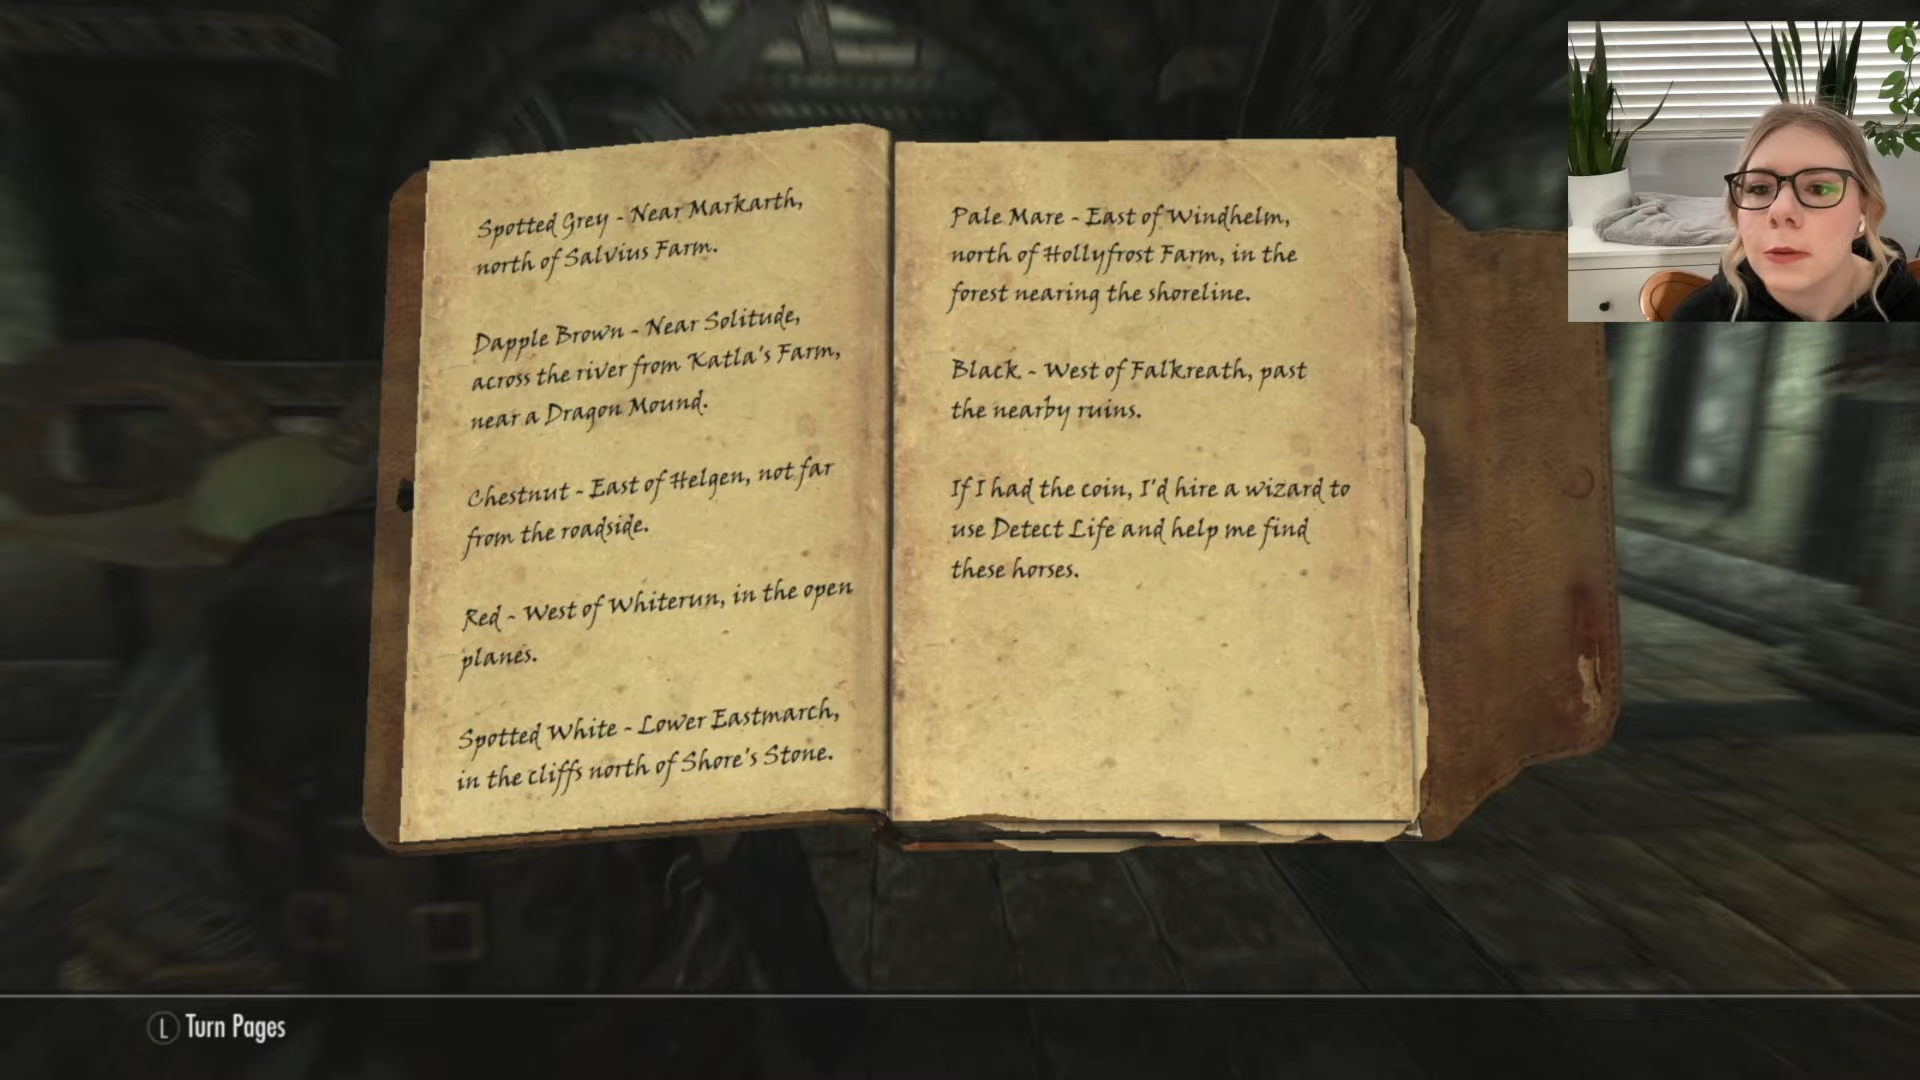 Spotted Grey - Near Markarth,
north of Salvius Farm.
Dapple Brown - Near Solitude,
across the river from Katla's Farm,
near a Dragon Mound.
Chestnut - East of Helgen, not far
from the roadside.
Red - West of Whiterun, in the open
planes.
Spotted White - Lower Eastmarch,
in the cliffs north of Shore's Stone.
Pale Mare - East of Windhelm,
north of Hollyfrost Farm, in the
forest nearing the shoreline.
Black - West of Falkreath, past
the nearby ruins.
If I had the coin, I'd hire a wizard to
use Detect Life and help me find
these horses.
L Turn Pages